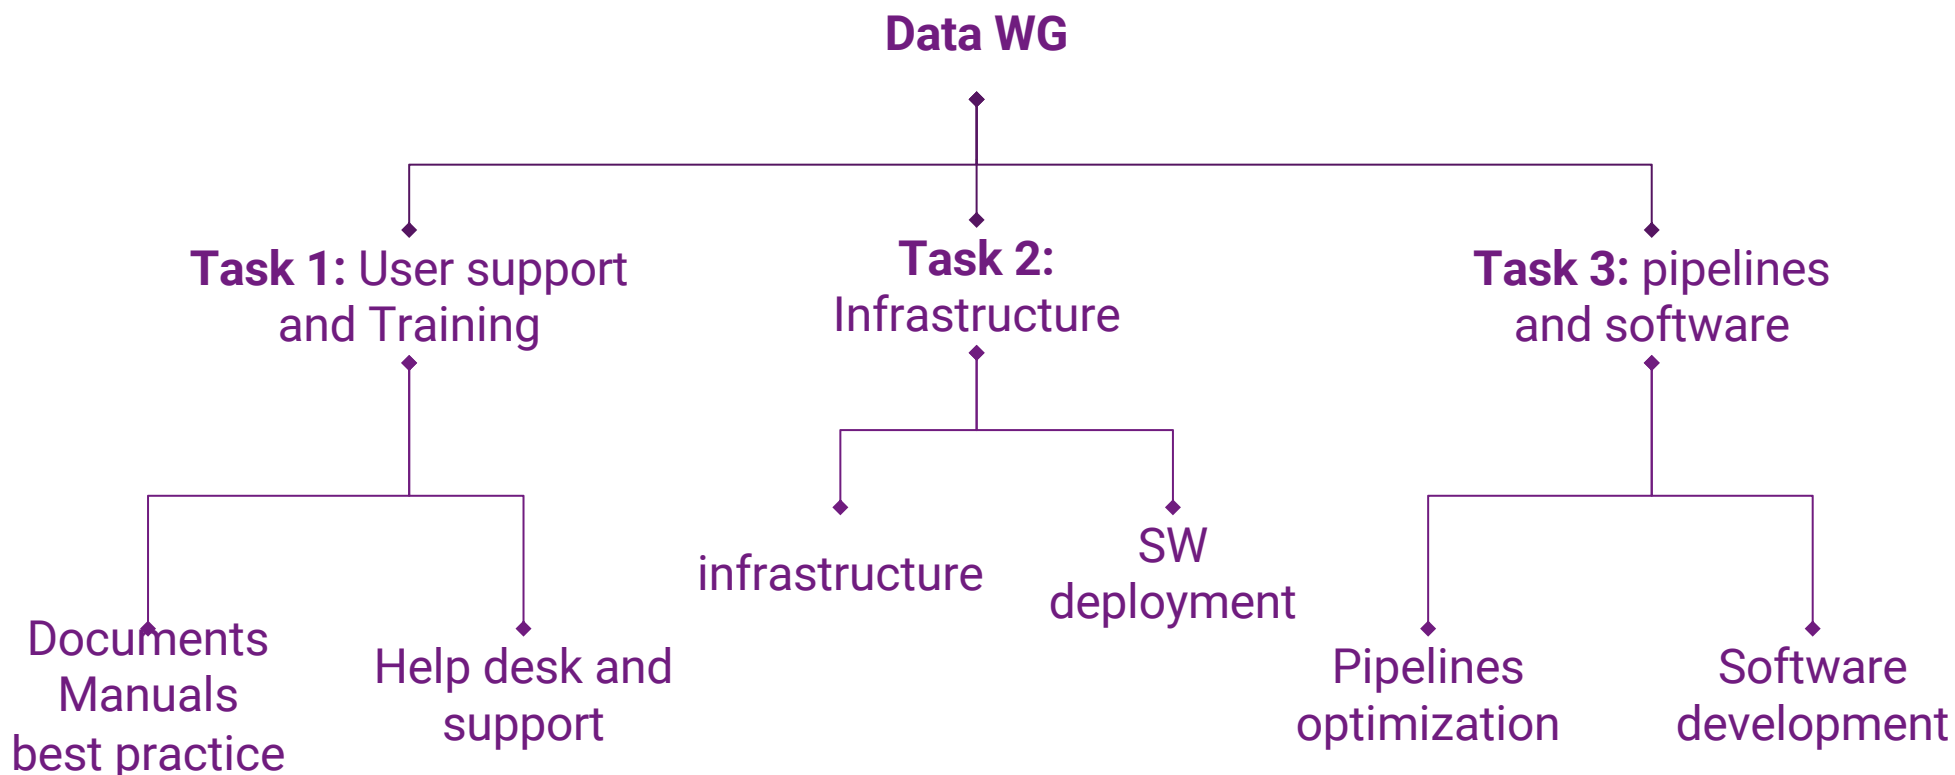 Data WG
Task 1: User support
and Training
Task 2:
Infrastructure
Task 3: pipelines
and software
Documents
Manuals
best practice
Help desk and
support
infrastructure
SW
deployment
Pipelines
optimization
Software
development